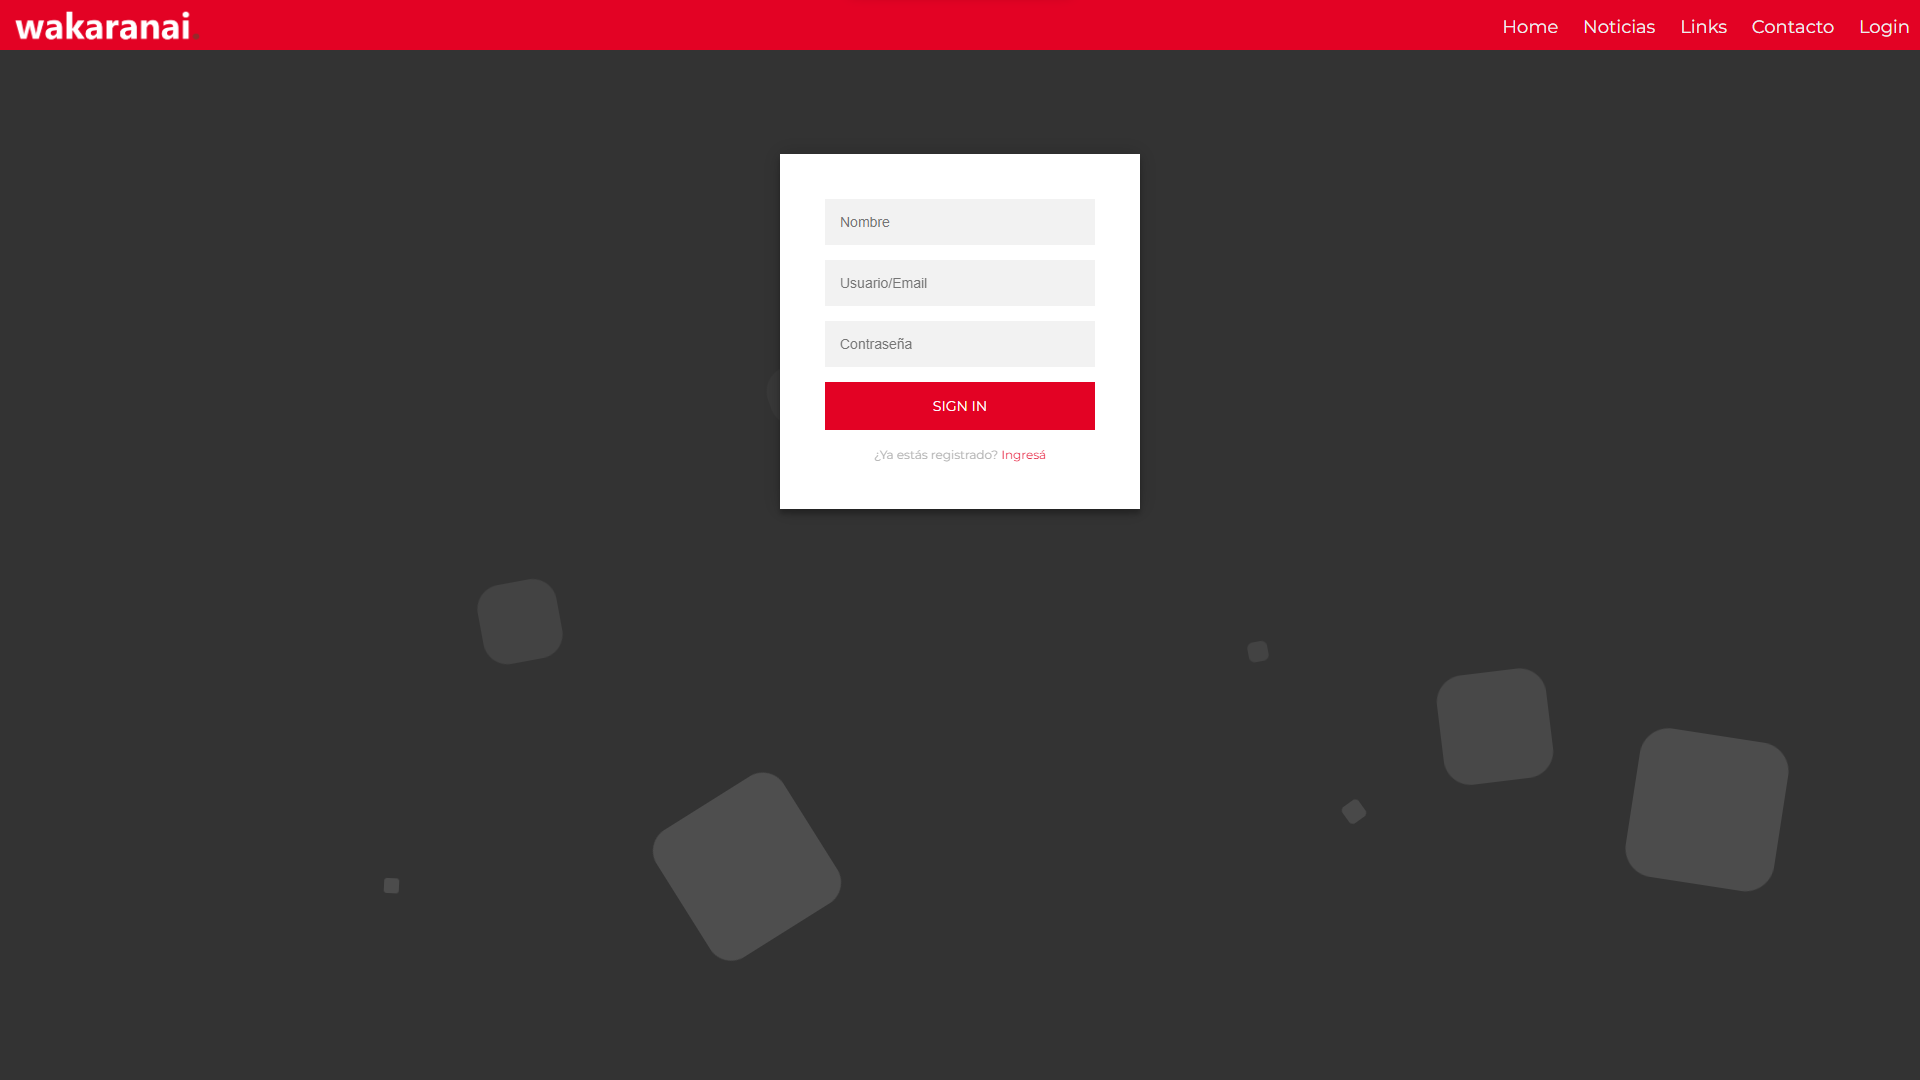 wakaranai
Home Noticias Links Contacto Login
Nombre
Usuario/Email
Contraseña
SIGN IN
¿Ya estás registrado? Ingresá